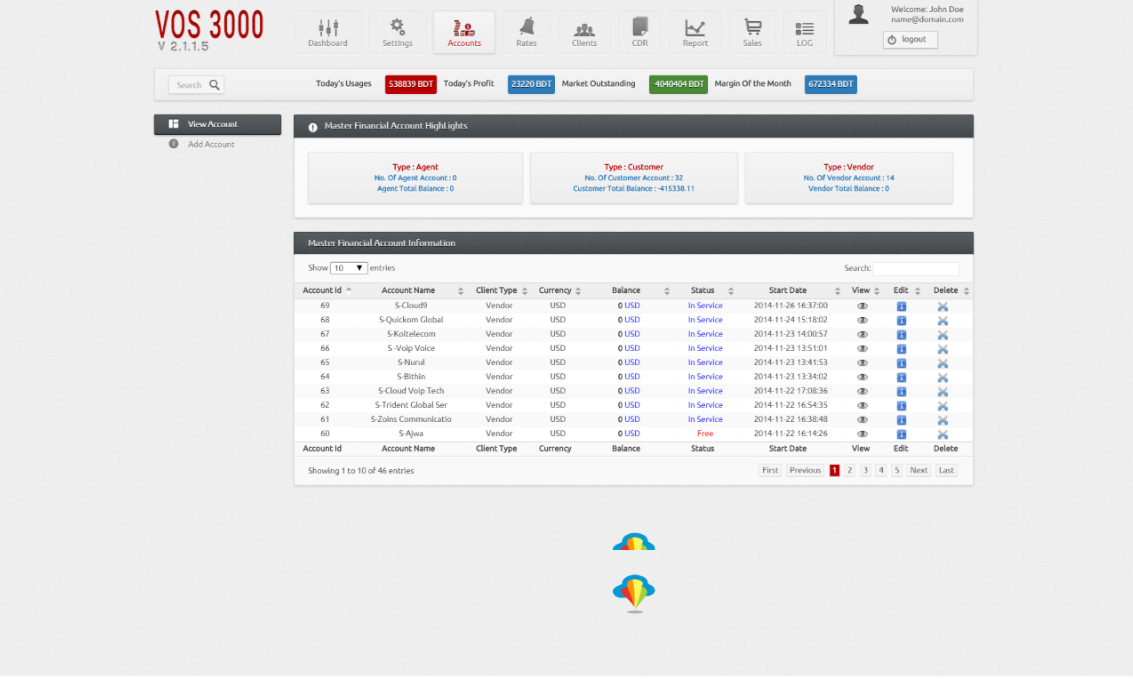 VOS 3000
V 2.1.1.5
Dashboard
Settings
Accounts
Rates
Clients
CDR
Report
Sales
LOG
Welcome: John Doe
name@domain.com
logout
Search
Today's Usages 538839 BDT Today's Profit 23220 BDT Market Outstanding -4040404 BDT Margin Of the Month 672334 BDT
View Account
Add Account
Master Financial Account HighLights
Type : Agent
No. Of Agent Account : 0
Agent Total Balance : 0
Type : Customer
No. Of Customer Account : 32
Customer Total Balance : -415338.11
Type : Vendor
No. Of Vendor Account : 14
Vendor Total Balance : 0
Master Financial Account Information
Show 10 entries Search:
Account Id Account Name Client Type Currency Balance Status Start Date View Edit Delete
69 S-Cloud9 Vendor USD 0 USD In Service 2014-11-26 16:37:00
68 S-Quickom Global Vendor USD 0 USD In Service 2014-11-24 15:18:02
67 S-Koitelecom Vendor USD 0 USD In Service 2014-11-23 14:00:57
66 S -Voip Voice Vendor USD 0 USD In Service 2014-11-23 13:51:01
65 S-Nurul Vendor USD 0 USD In Service 2014-11-23 13:41:53
64 S-Bithin Vendor USD 0 USD In Service 2014-11-23 13:34:02
63 S-Cloud Voip Tech Vendor USD 0 USD In Service 2014-11-22 17:08:36
62 S-Trident Global Ser Vendor USD 0 USD In Service 2014-11-22 16:54:35
61 S-Zoins Communicatio Vendor USD 0 USD In Service 2014-11-22 16:38:48
60 S-Ajwa Vendor USD 0 USD Free 2014-11-22 16:14:26
Account Id Account Name Client Type Currency Balance Status Start Date View Edit Delete
Showing 1 to 10 of 46 entries First Previous 1 2 3 4 5 Next Last